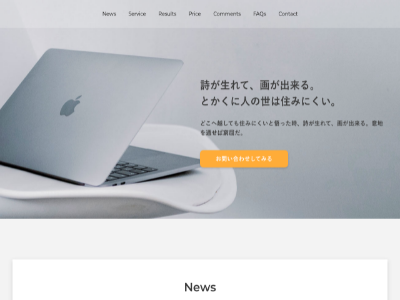 News Service Results Price Comments FAQs Contact
詩が生れて、画が出来る。
とかくに人の世は住みにくい。
どこへ越しても住みにくいと悟った時、詩が生れて、画が出来る。意地
を通せば窮屈だ。
お問い合わせしてみる
News